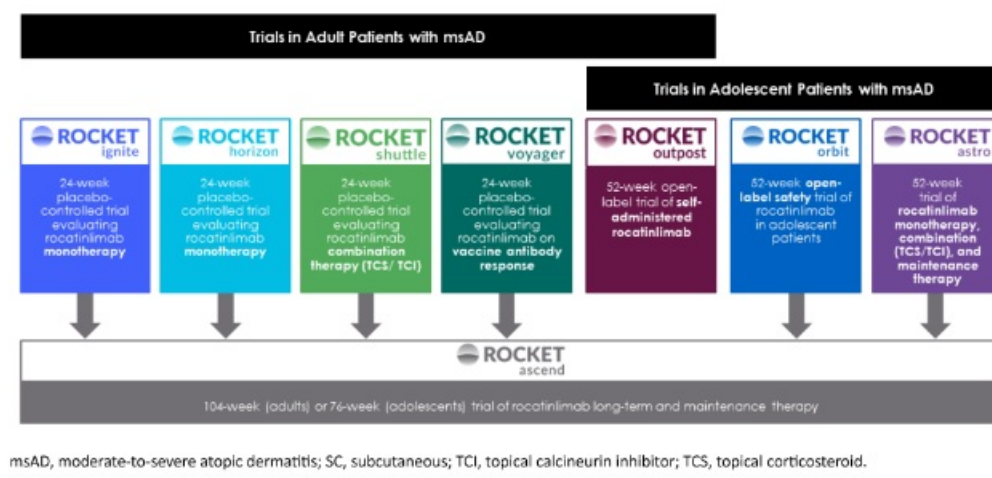 Trials in Adult Patients with msAD
Trials in Adolescent Patients with msAD
ROCKET
ignite
24-week
placebo-
controlled trial
evaluating
rocatinlimab
monotherapy
ROCKET
horizon
24-week
placebo-
controlled trial
evaluating
rocatinlimab
monotherapy
ROCKET
shuttle
24-week
placebo-
controlled trial
evaluating
rocatinlimab
combination
therapy (TCS/ TCI)
ROCKET
voyager
24-week
placebo-
controlled trial
evaluating
rocatinlimab on
vaccine antibody
response
ROCKET
outpost
52-week open-
label trial of self-
administered
rocatinlimab
ROCKET
orbit
52-week open-
label safety trial of
rocatinlimab
in adolescent
patients
ROCKET
astro
52-week
trial of
rocatinlimab
monotherapy,
combination
(TCS/TCI), and
maintenance
therapy
ROCKET
ascend
104-week (adults) or 76-week (adolescents) trial of rocatinlimab long-term and maintenance therapy
msAD, moderate-to-severe atopic dermatitis; SC, subcutaneous; TCI, topical calcineurin inhibitor; TCS, topical corticosteroid.